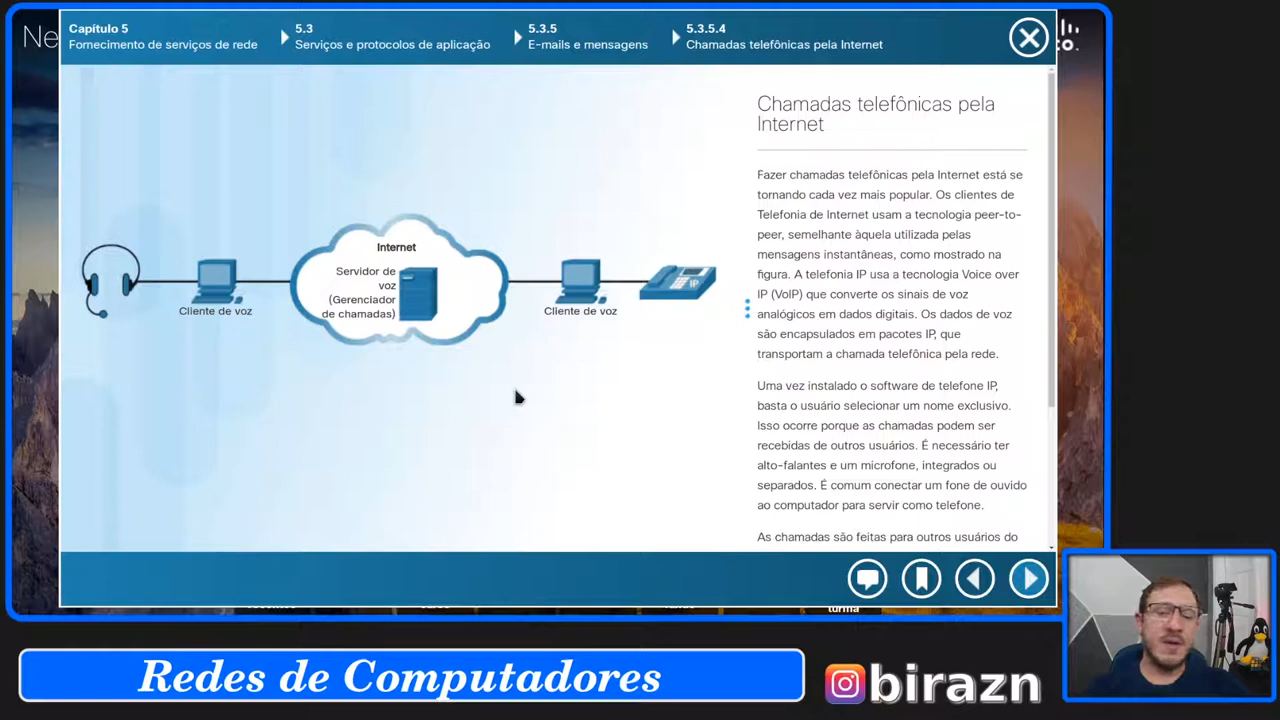 Ne
Capítulo 5
Fornecimento de serviços de rede
5.3
Serviços e protocolos de aplicação
5.3.5
E-mails e mensagens
5.3.5.4
Chamadas telefônicas pela Internet
Internet
Servidor de
voz
(Gerenciador
de chamadas)
Cliente de voz
Cliente de voz
IP
Chamadas telefônicas pela
Internet
Fazer chamadas telefônicas pela Internet está se
tornando cada vez mais popular. Os clientes de
Telefonia de Internet usam a tecnologia peer-to-
peer, semelhante àquela utilizada pelas
mensagens instantâneas, como mostrado na
figura. A telefonia IP usa a tecnologia Voice over
IP (VoIP) que converte os sinais de voz
analógicos em dados digitais. Os dados de voz
são encapsulados em pacotes IP, que
transportam a chamada telefônica pela rede.
Uma vez instalado o software de telefone IP,
basta o usuário selecionar um nome exclusivo.
Isso ocorre porque as chamadas podem ser
recebidas de outros usuários. É necessário ter
alto-falantes e um microfone, integrados ou
separados. É comum conectar um fone de ouvido
ao computador para servir como telefone.
As chamadas são feitas para outros usuários do
turma
Redes de Computadores
birazn